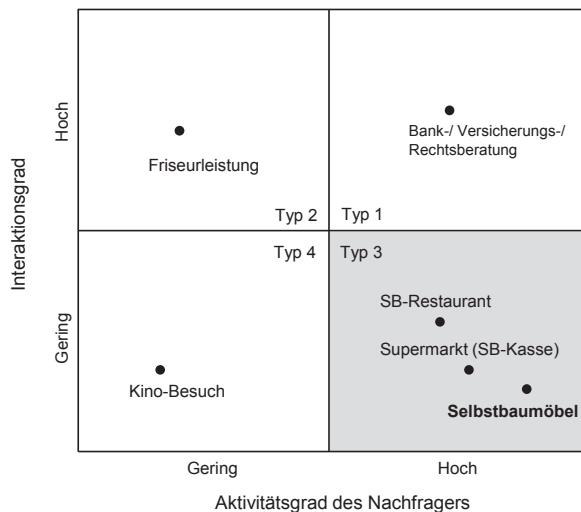 Interaktionsgrad
Hoch
Gering
Friseurleistung
Bank-/ Versicherungs-/
Rechtsberatung
Typ 2
Typ 1
Typ 4
Typ 3
SB-Restaurant
Supermarkt (SB-Kasse)
Kino-Besuch
Selbstbaumöbel
Gering
Hoch
Aktivitätsgrad des Nachfragers